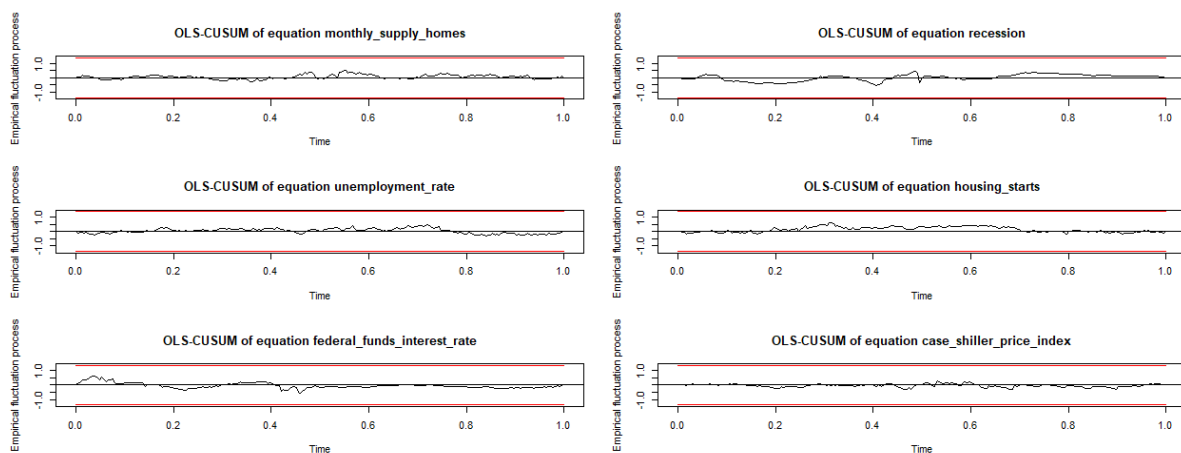 OLS-CUSUM of equation monthly_supply_homes
Empirical fluctuation process
1.0
-1.0
0.0 0.2 0.4 0.6 0.8 1.0
Time
OLS-CUSUM of equation recession
Empirical fluctuation process
1.0
-1.0
0.0 0.2 0.4 0.6 0.8 1.0
Time
OLS-CUSUM of equation unemployment_rate
Empirical fluctuation process
1.0
-1.0
0.0 0.2 0.4 0.6 0.8 1.0
Time
OLS-CUSUM of equation housing_starts
Empirical fluctuation process
1.0
-1.0
0.0 0.2 0.4 0.6 0.8 1.0
Time
OLS-CUSUM of equation federal_funds_interest_rate
Empirical fluctuation process
1.0
-1.0
0.0 0.2 0.4 0.6 0.8 1.0
Time
OLS-CUSUM of equation case_shiller_price_index
Empirical fluctuation process
1.0
-1.0
0.0 0.2 0.4 0.6 0.8 1.0
Time